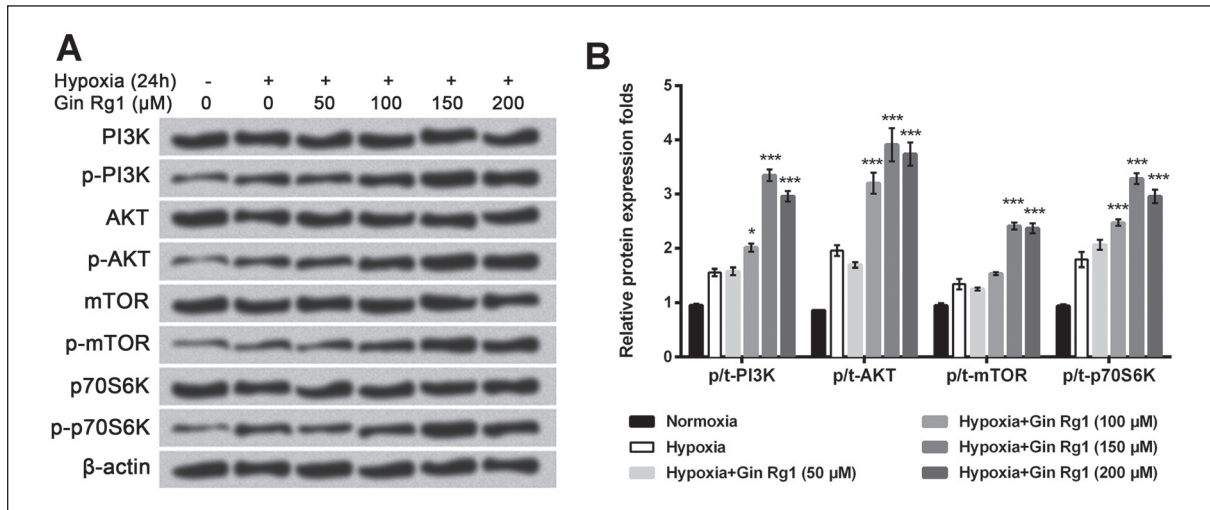 A
Hypoxia (24h) - + + + + +
Gin Rg1 (µM) 0 0 50 100 150 200
PI3K
p-PI3K
AKT
p-AKT
mTOR
p-mTOR
p70S6K
p-p70S6K
β-actin
B
Relative protein expression folds
5
4
3
2
1
0
* *** ***
*** *** ***
*** ***
*** *** ***
p/t-PI3K p/t-AKT p/t-mTOR p/t-p70S6K
Normoxia
Hypoxia
Hypoxia+Gin Rg1 (50 µM)
Hypoxia+Gin Rg1 (100 µM)
Hypoxia+Gin Rg1 (150 µM)
Hypoxia+Gin Rg1 (200 µM)